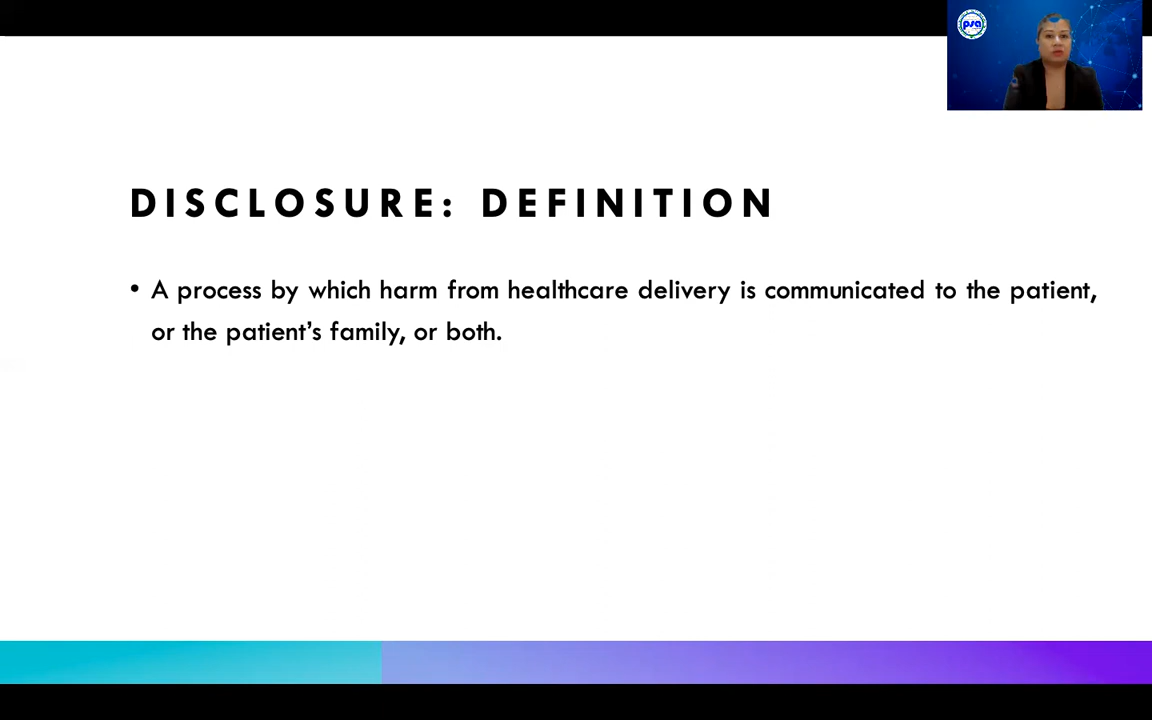 psa
DISCLOSURE: DEFINITION
• A process by which harm from healthcare delivery is communicated to the patient,
or the patient's family, or both.